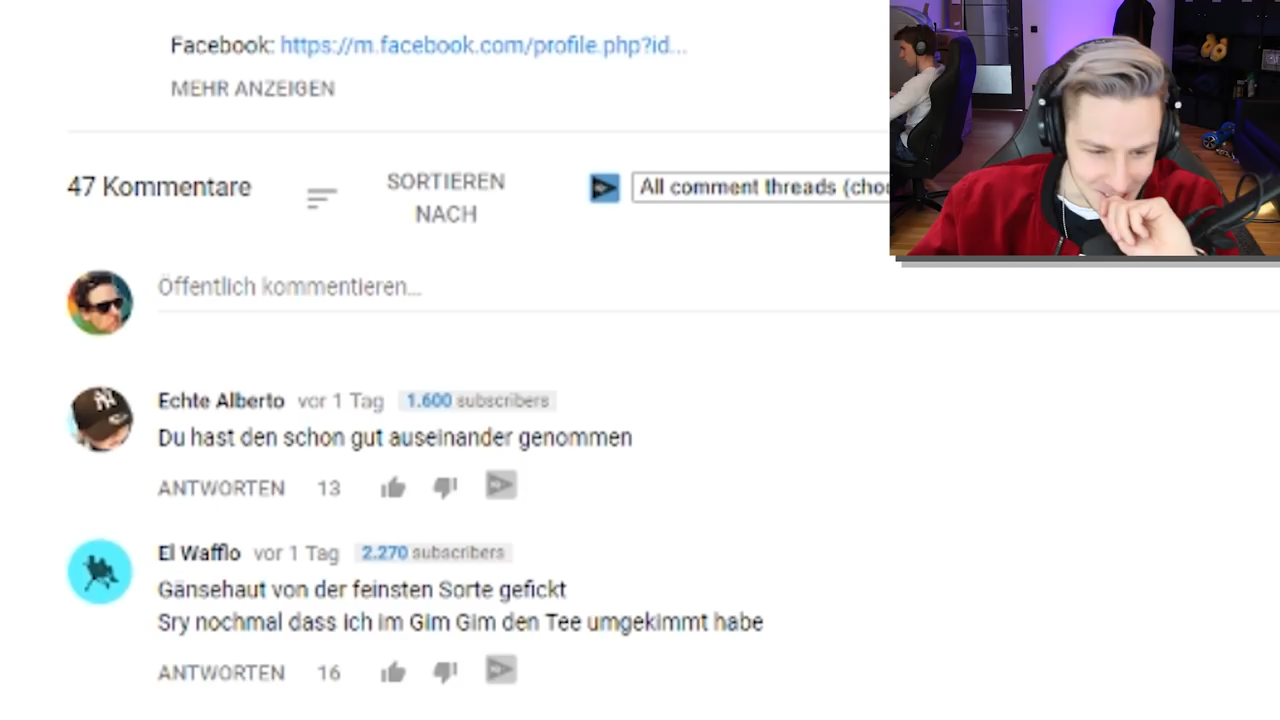 Facebook: https://m.facebook.com/profile.php?id...
MEHR ANZEIGEN
47 Kommentare
SORTIEREN
NACH
All comment threads (cho
Öffentlich kommentieren...
Echte Alberto vor 1 Tag 1.600 subscribers
Du hast den schon gut auseinander genommen
ANTWORTEN 13
El Wafflo vor 1 Tag 2.270 subscribers
Gänsehaut von der feinsten Sorte gefickt
Sry nochmal dass ich im Gim Gim den Tee umgekimmt habe
ANTWORTEN 16